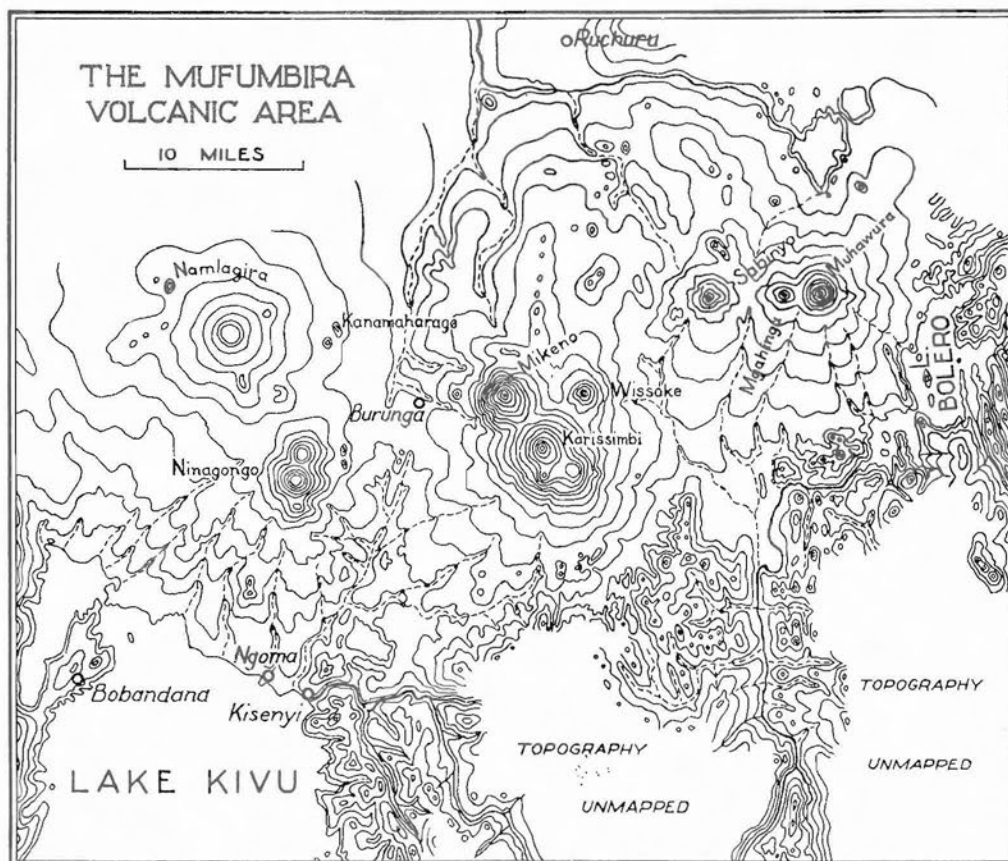 THE MUFUMBIRA
VOLCANIC AREA
10 MILES
Ruchuru
Namlagira
Kanamaharage
Burunga
Ninagongo
Mikeno
Wissoke
Karissimbi
Sabinyo
Mgahinga
Muhawura
BOLERO
L.
Bobandana
Ngoma
Kisenyi
LAKE KIVU
TOPOGRAPHY
UNMAPPED
TOPOGRAPHY
UNMAPPED